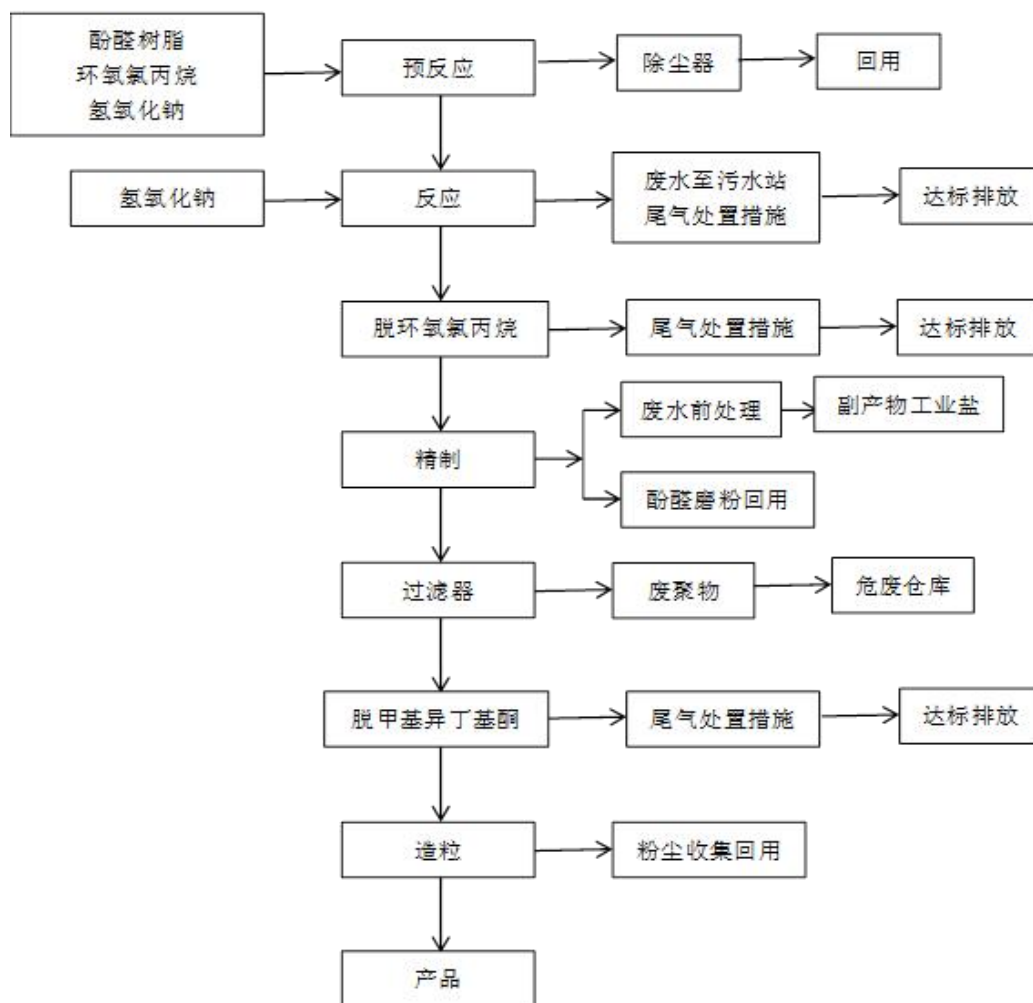 酚醛树脂
环氧氯丙烷
氢氧化钠
预反应
除尘器
回用
氢氧化钠
反应
废水至污水站
尾气处置措施
达标排放
脱环氧氯丙烷
尾气处置措施
达标排放
精制
废水前处理
副产物工业盐
酚醛磨粉回用
过滤器
废聚物
危废仓库
脱甲基异丁基酮
尾气处置措施
达标排放
造粒
粉尘收集回用
产品